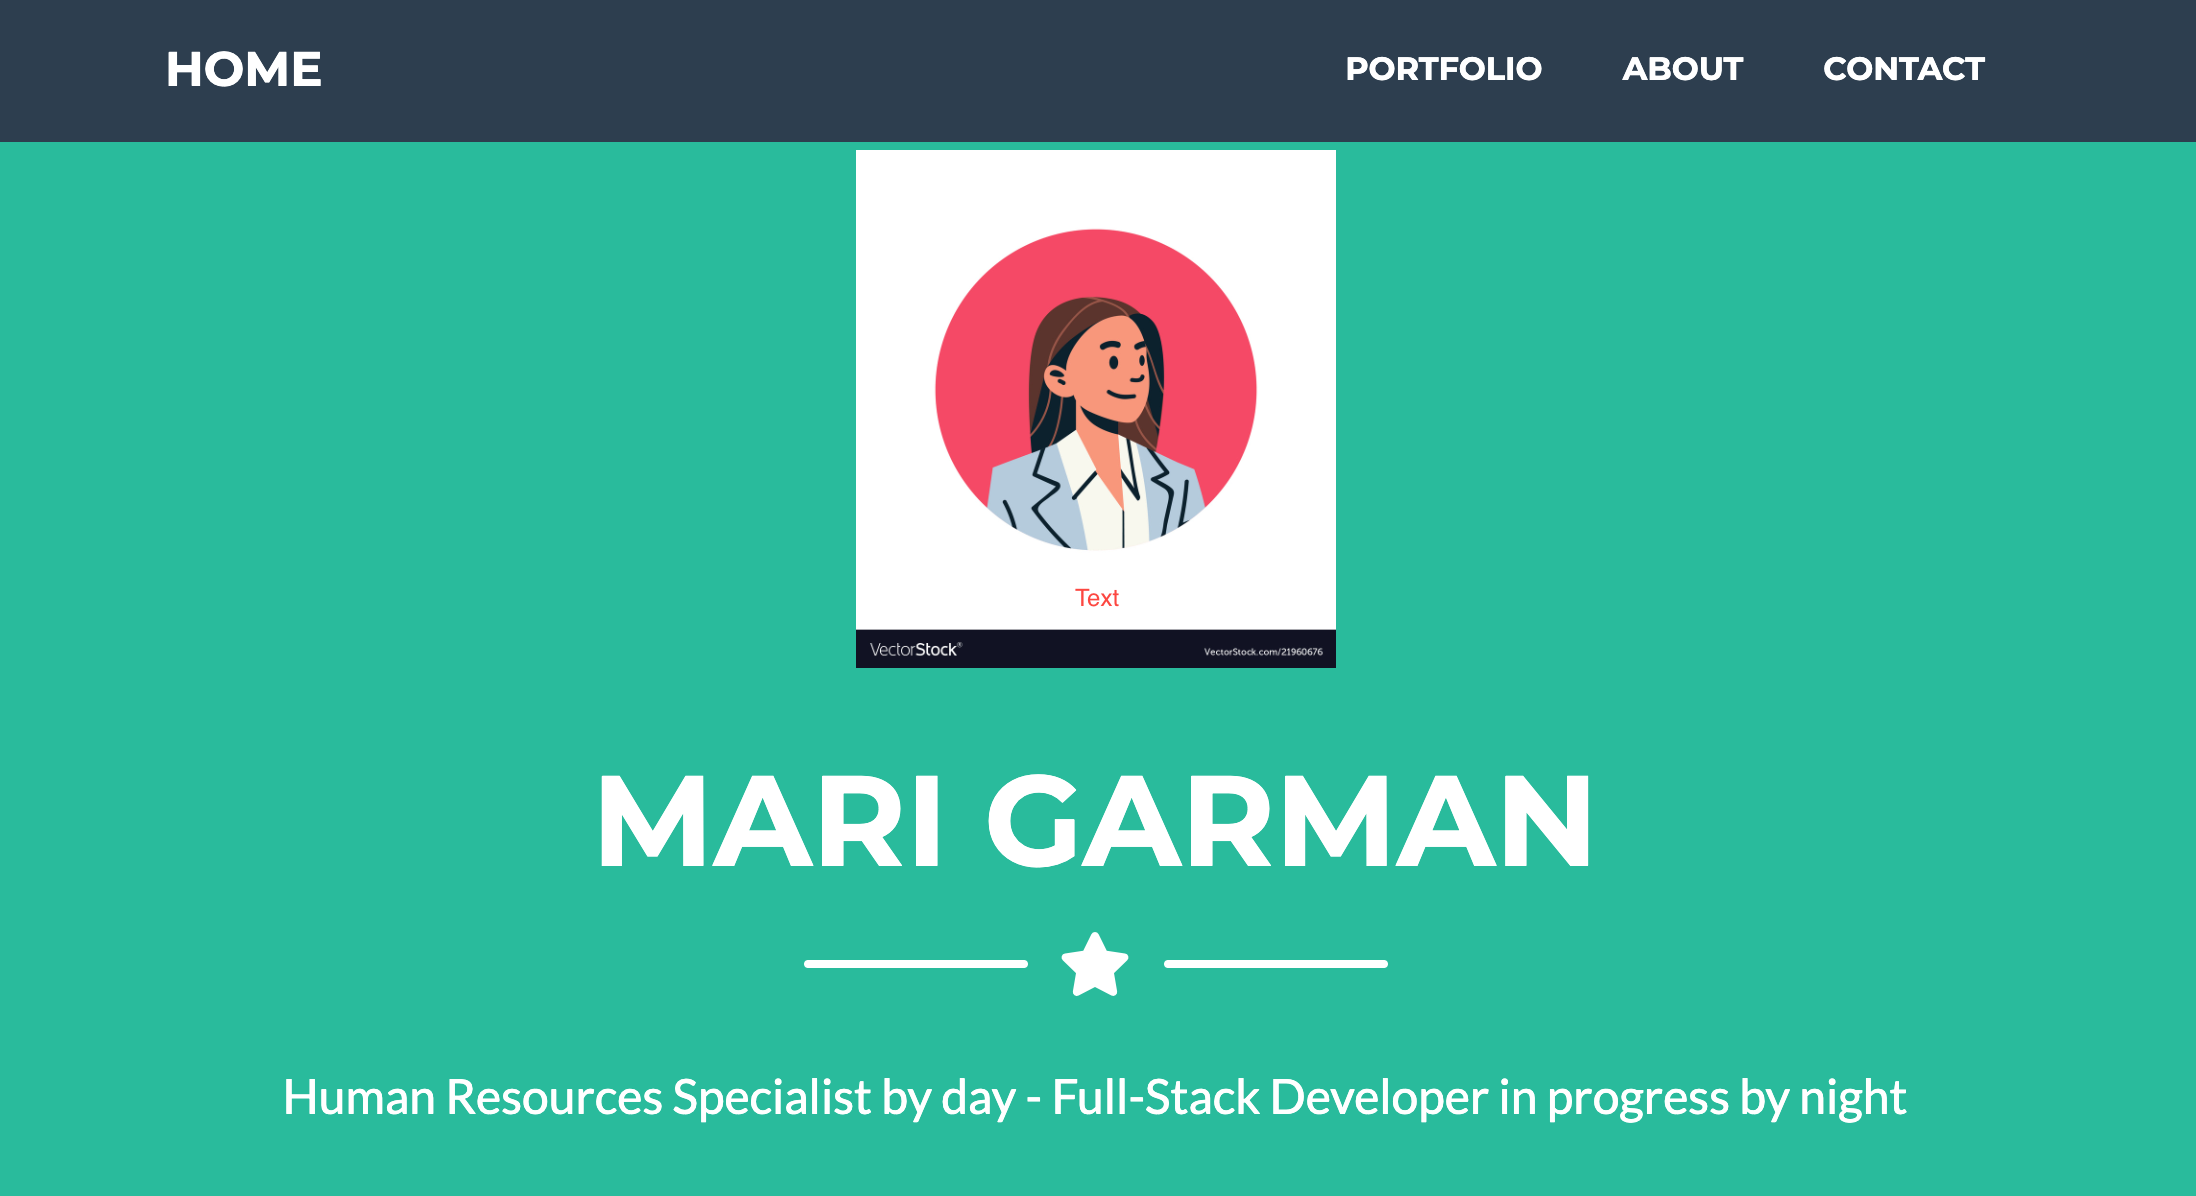 HOME
PORTFOLIO ABOUT CONTACT
Text
VectorStock®
VectorStock.com/21960676
MARI GARMAN
Human Resources Specialist by day - Full-Stack Developer in progress by night